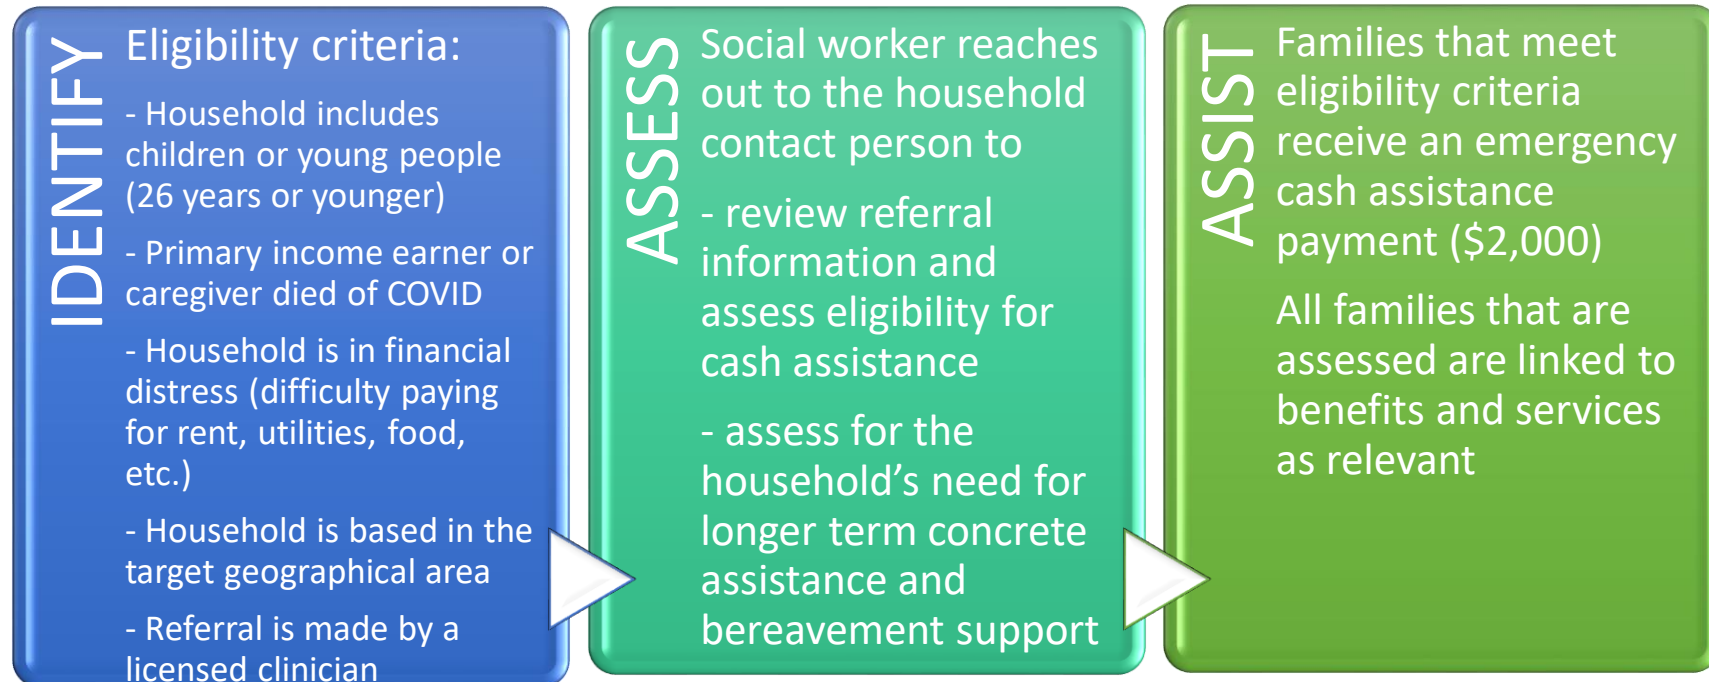 IDENTIFY
Eligibility criteria:
- Household includes
children or young people
(26 years or younger)
- Primary income earner or
caregiver died of COVID
- Household is in financial
distress (difficulty paying
for rent, utilities, food,
etc.)
- Household is based in the
target geographical area
- Referral is made by a
licensed clinician
ASSESS
Social worker reaches
out to the household
contact person to
- review referral
information and
assess eligibility for
cash assistance
- assess for the
household’s need for
longer term concrete
assistance and
bereavement support
ASSIST
Families that meet
eligibility criteria
receive an emergency
cash assistance
payment ($2,000)
All families that are
assessed are linked to
benefits and services
as relevant